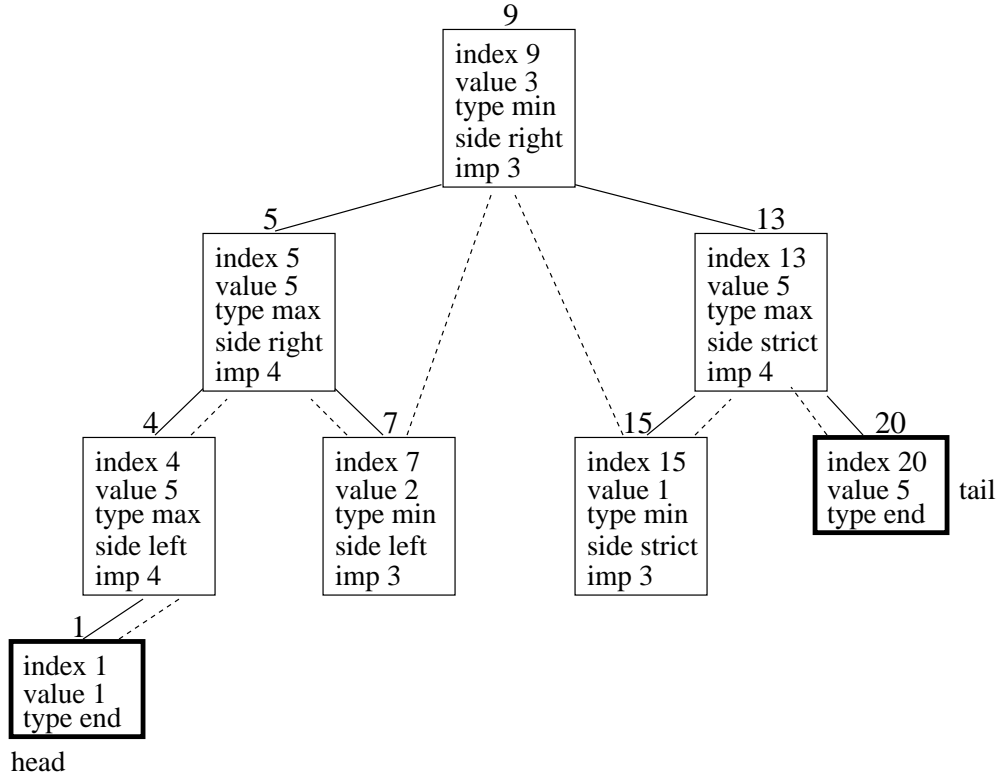 9
index 9
value 3
type min
side right
imp 3
5
index 5
value 5
type max
side right
imp 4
13
index 13
value 5
type max
side strict
imp 4
4
index 4
value 5
type max
side left
imp 4
7
index 7
value 2
type min
side left
imp 3
15
index 15
value 1
type min
side strict
imp 3
20
index 20
value 5
type end
tail
1
index 1
value 1
type end
head